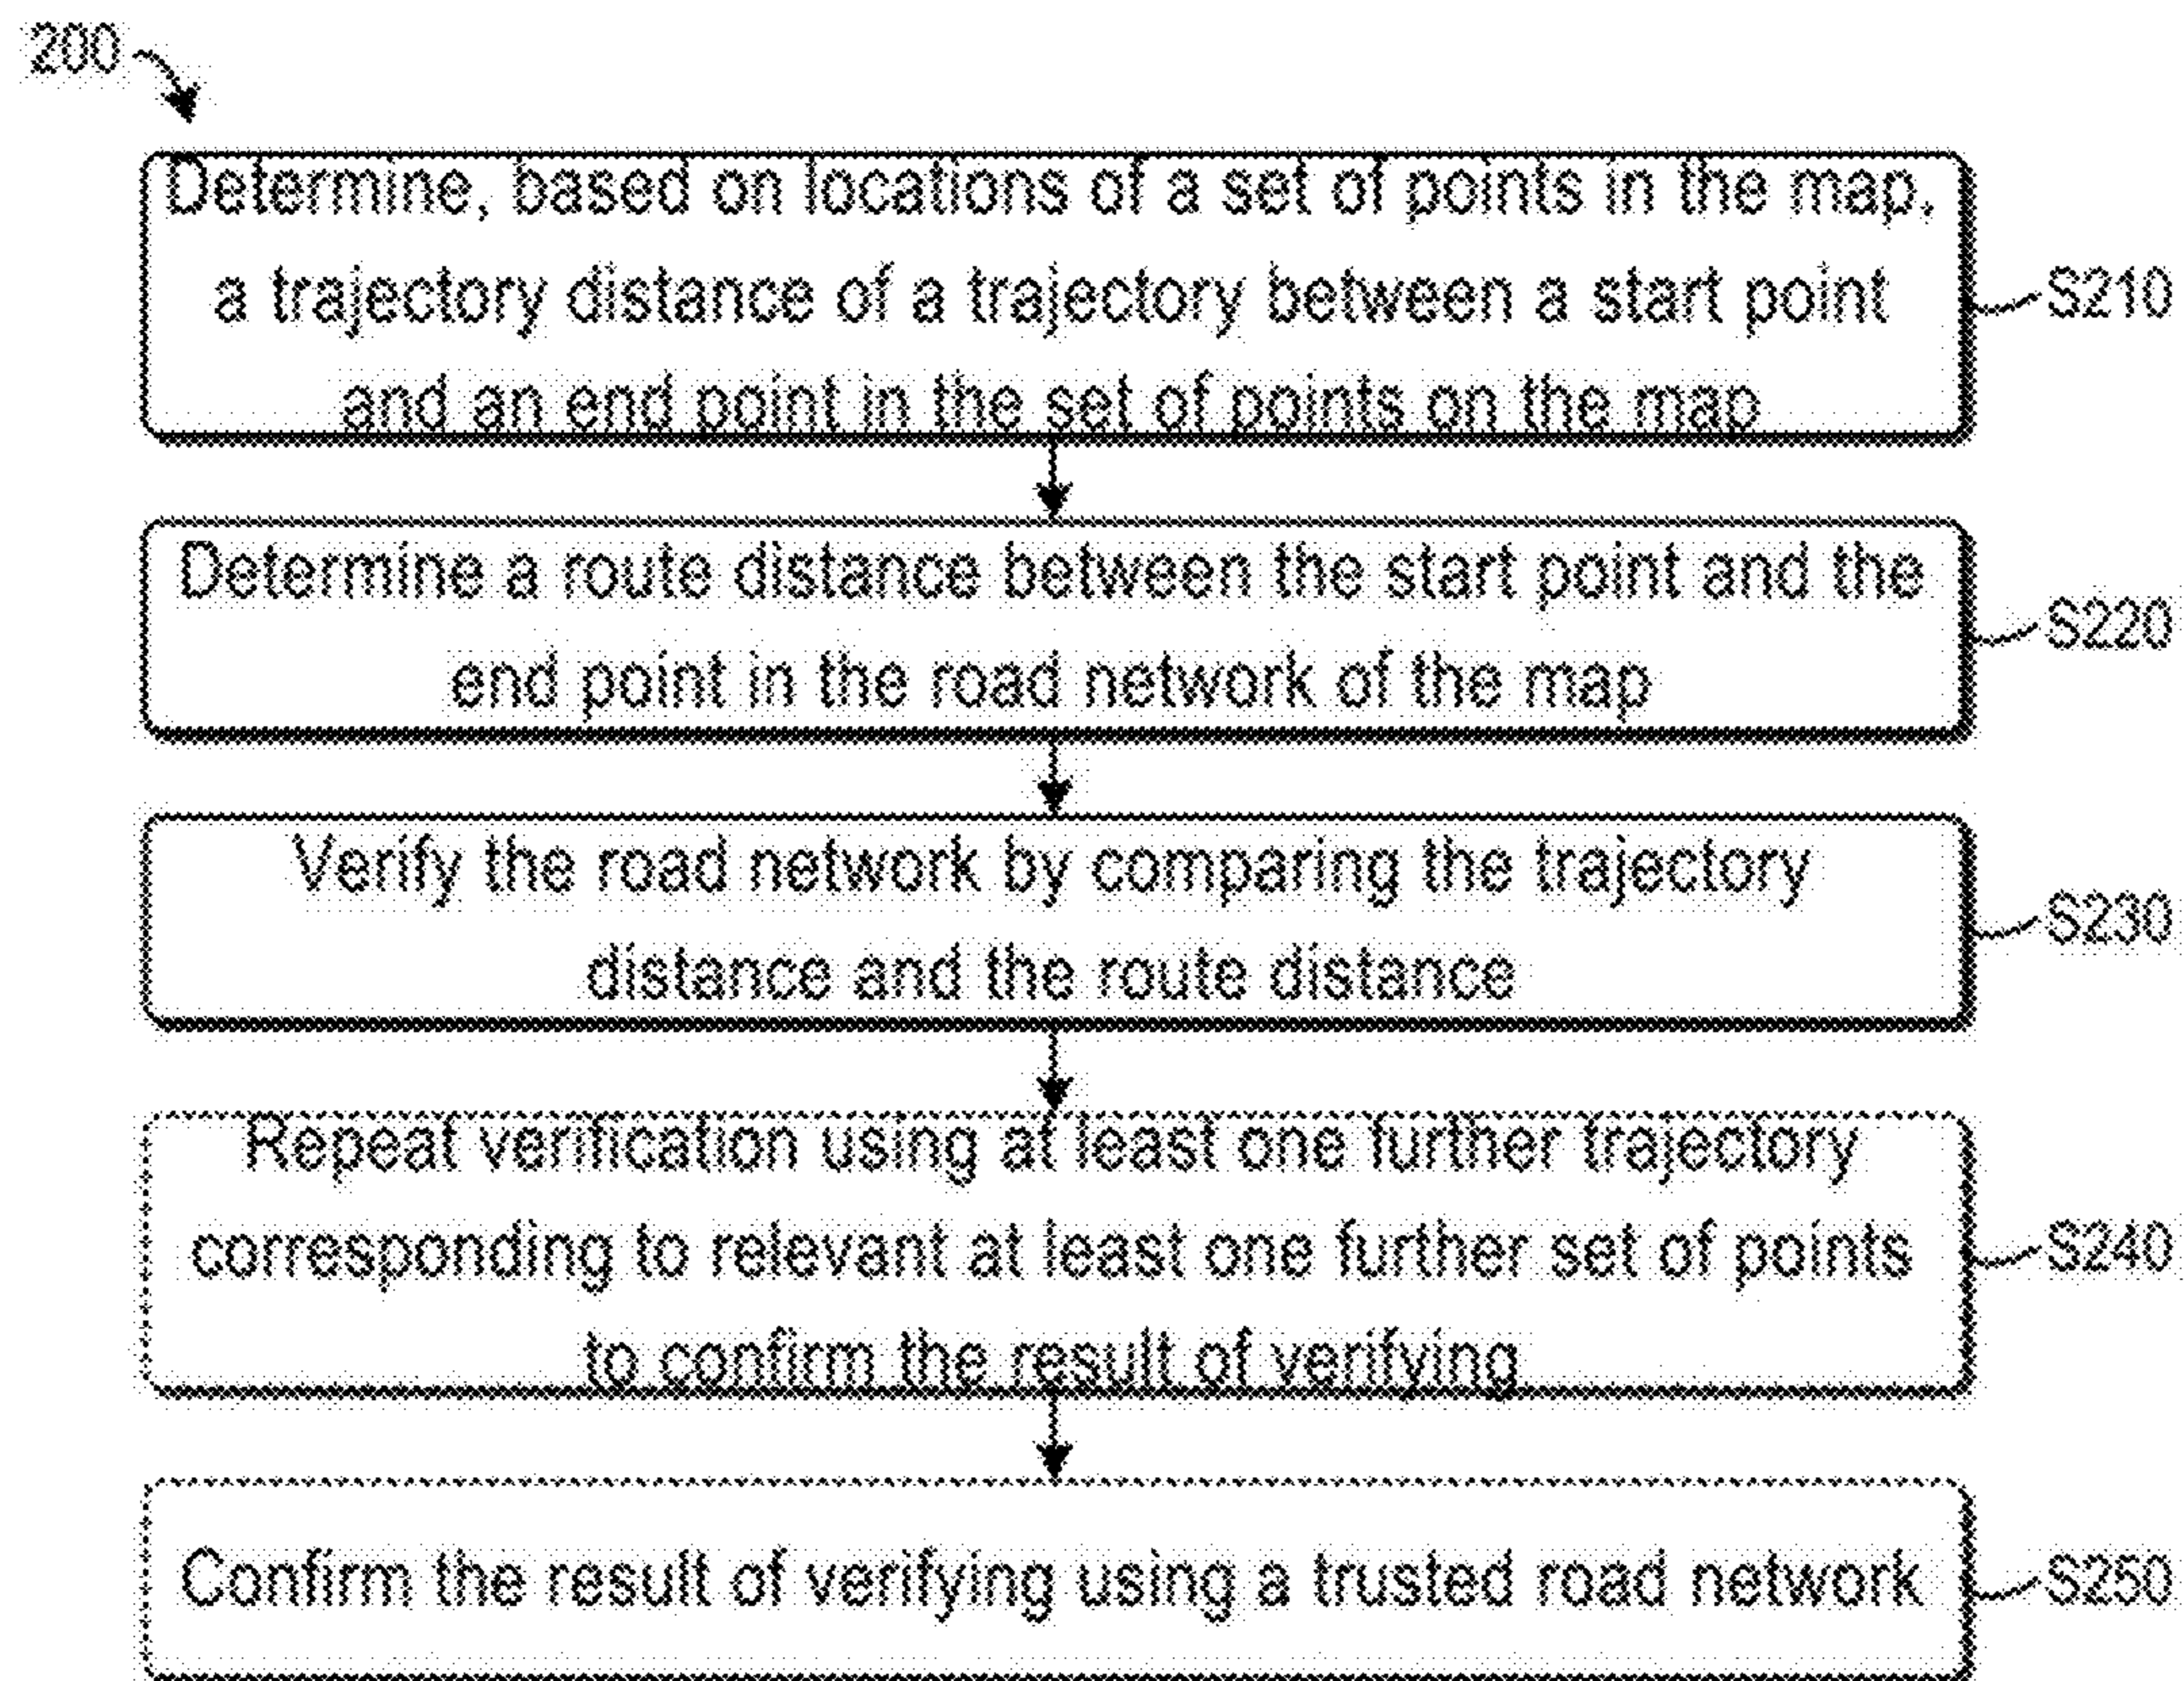 200
Determine, based on locations of a set of points in the map,
a trajectory distance of a trajectory between a start point
and an end point in the set of points on the map
S210
Determine a route distance between the start point and the
end point in the road network of the map
S220
Verify the road network by comparing the trajectory
distance and the route distance
S230
Repeat verification using at least one further trajectory
corresponding to relevant at least one further set of points
to confirm the result of verifying
S240
Confirm the result of verifying using a trusted road network
S250